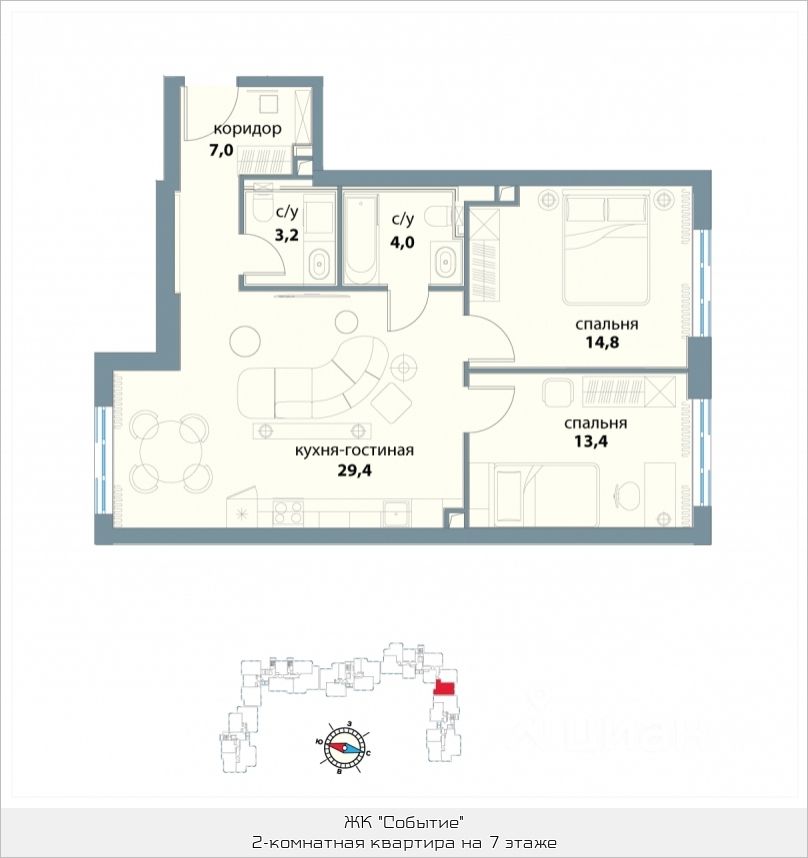 коридор
7,0
с/у
3,2
с/у
4,0
спальня
14,8
спальня
13,4
кухня-гостиная
29,4
З
Ю
С
В
циан
ЖК "Событие"
2-комнатная квартира на 7 этаже